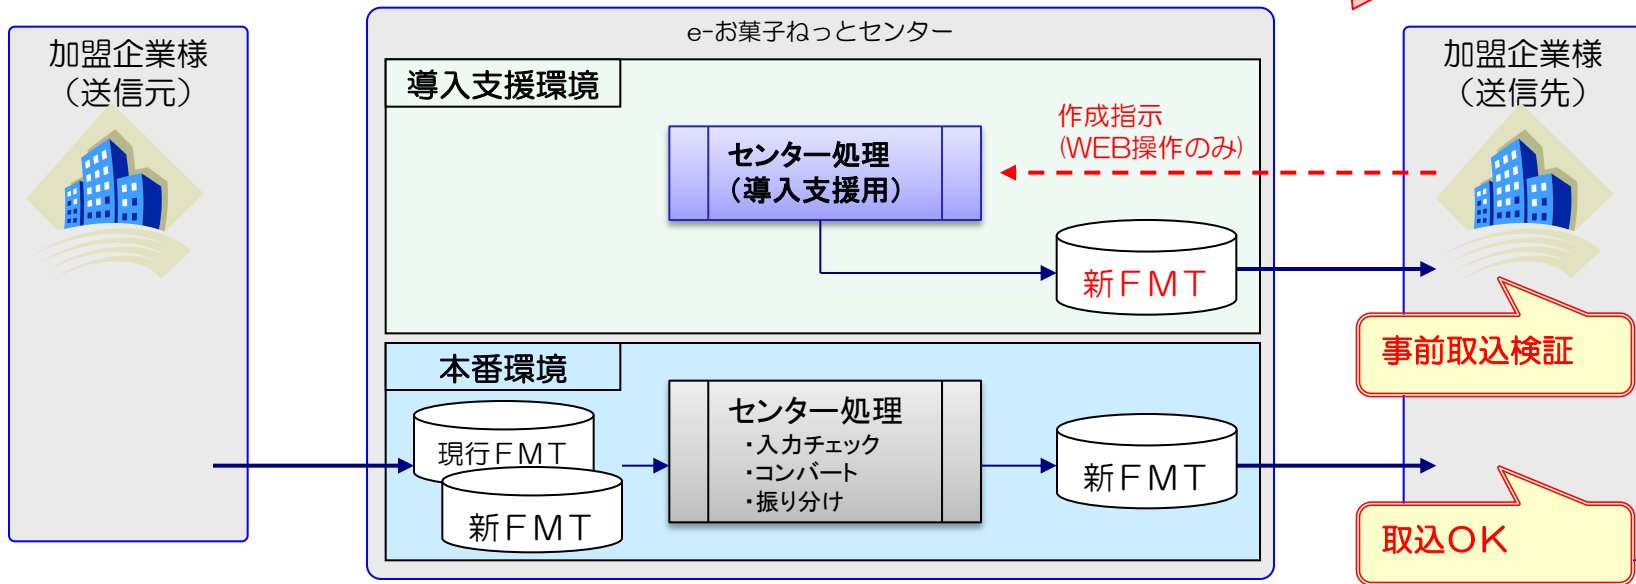 e-お菓子ねっとセンター
加盟企業様
（送信元）
導入支援環境
センター処理
（導入支援用）
作成指示
(WEB操作のみ)
新ＦＭＴ
加盟企業様
（送信先）
事前取込検証
本番環境
現行ＦＭＴ
新ＦＭＴ
センター処理
・入力チェック
・コンバート
・振り分け
新ＦＭＴ
取込OK